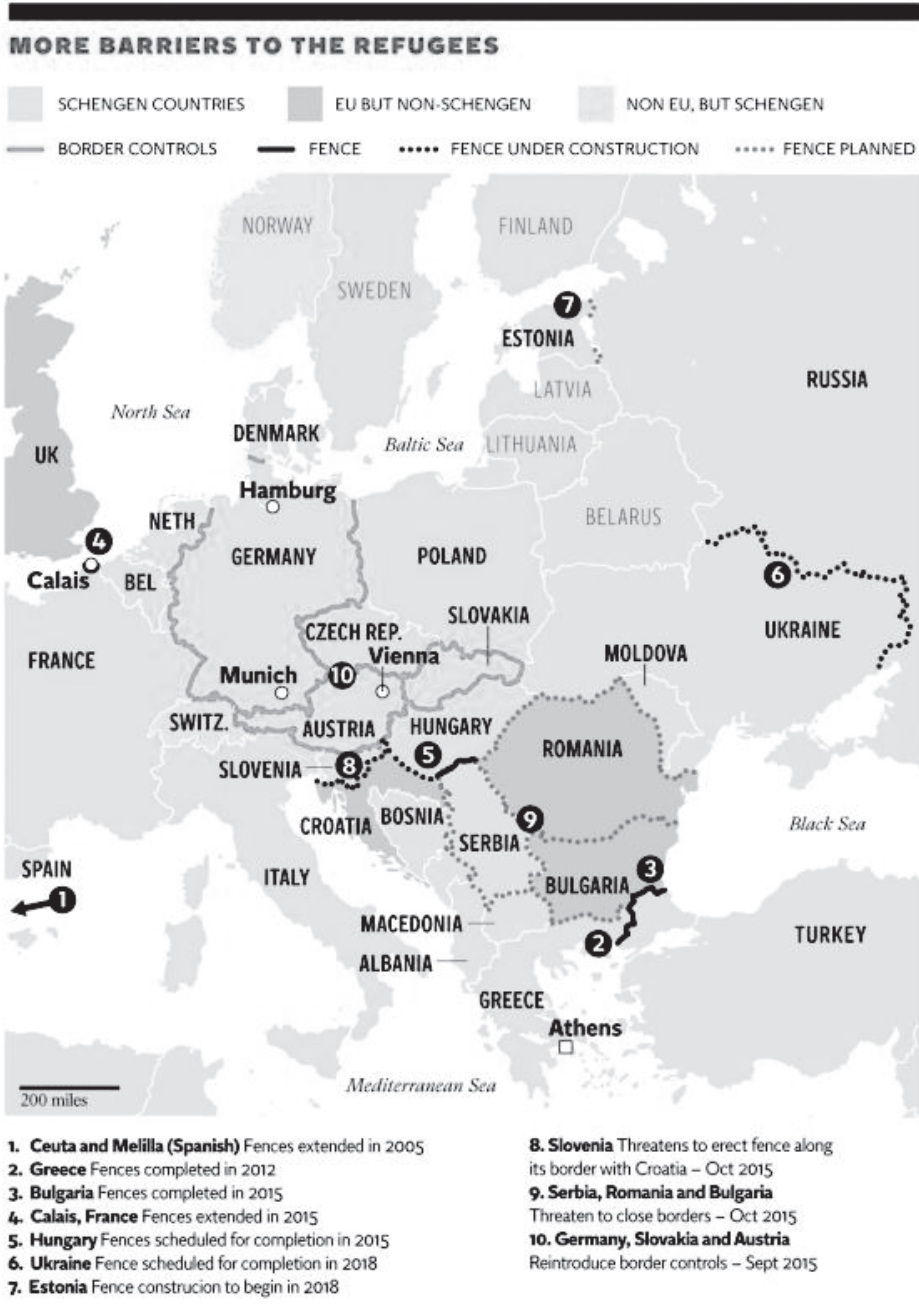 MORE BARRIERS TO THE REFUGEES
SCHENGEN COUNTRIES
EU BUT NON-SCHENGEN
NON EU, BUT SCHENGEN
BORDER CONTROLS
FENCE
FENCE UNDER CONSTRUCTION
FENCE PLANNED
NORWAY
FINLAND
SWEDEN
7
ESTONIA
RUSSIA
LATVIA
North Sea
DENMARK
Baltic Sea
LITHUANIA
UK
Hamburg
NETH
BELARUS
4
Calais
BEL
GERMANY
POLAND
6
SLOVAKIA
UKRAINE
CZECH REP.
FRANCE
Vienna
MOLDOVA
Munich
10
SWITZ.
AUSTRIA
HUNGARY
ROMANIA
5
SLOVENIA
8
CROATIA
BOSNIA
9
SERBIA
Black Sea
SPAIN
1
ITALY
BULGARIA
3
MACEDONIA
2
TURKEY
ALBANIA
GREECE
Athens
Mediterranean Sea
200 miles
1. Ceuta and Melilla (Spanish) Fences extended in 2005
2. Greece Fences completed in 2012
3. Bulgaria Fences completed in 2015
4. Calais, France Fences extended in 2015
5. Hungary Fences scheduled for completion in 2015
6. Ukraine Fence scheduled for completion in 2018
7. Estonia Fence construcion to begin in 2018
8. Slovenia Threatens to erect fence along
its border with Croatia – Oct 2015
9. Serbia, Romania and Bulgaria
Threaten to close borders – Oct 2015
10. Germany, Slovakia and Austria
Reintroduce border controls – Sept 2015